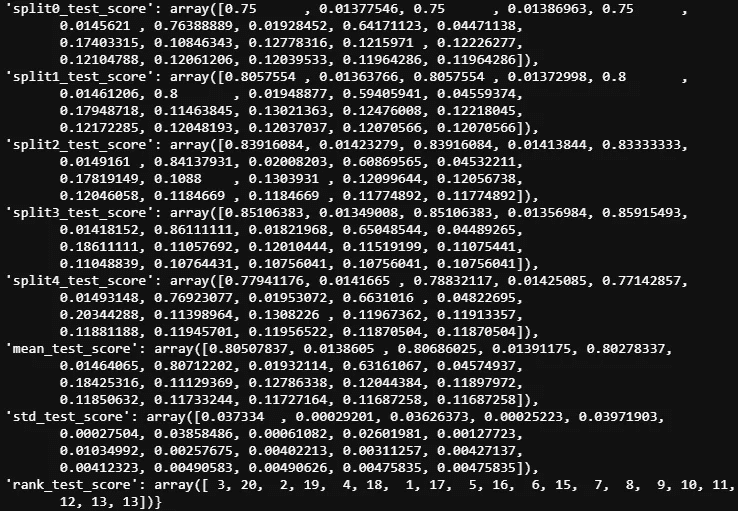 'split0_test_score': array([0.75      , 0.01377546, 0.75      , 0.01386963, 0.75      ,
0.0145621 , 0.76388889, 0.01928452, 0.64171123, 0.04471138,
0.17403315, 0.10846343, 0.12778316, 0.1215971 , 0.12226277,
0.12104788, 0.12061206, 0.12039533, 0.11964286, 0.11964286]),
'split1_test_score': array([0.8057554 , 0.01363766, 0.8057554 , 0.01372998, 0.8       ,
0.01461206, 0.8       , 0.01948877, 0.59405941, 0.04559374,
0.17948718, 0.11463845, 0.13021363, 0.12476008, 0.12218045,
0.12172285, 0.12048193, 0.12037037, 0.12070566, 0.12070566]),
'split2_test_score': array([0.83916084, 0.01423279, 0.83916084, 0.01413844, 0.83333333,
0.0149161 , 0.84137931, 0.02008203, 0.60869565, 0.04532211,
0.17819149, 0.1088    , 0.1303931 , 0.12099644, 0.12056738,
0.12046058, 0.1184669 , 0.1184669 , 0.11774892, 0.11774892]),
'split3_test_score': array([0.85106383, 0.01349008, 0.85106383, 0.01356984, 0.85915493,
0.01418152, 0.86111111, 0.01821968, 0.65048544, 0.04489265,
0.18611111, 0.11057692, 0.12010444, 0.11519199, 0.11075441,
0.11048839, 0.10764431, 0.10756041, 0.10756041, 0.10756041]),
'split4_test_score': array([0.77941176, 0.0141665 , 0.78832117, 0.01425085, 0.77142857,
0.01493148, 0.76923077, 0.01953072, 0.6631016 , 0.04822695,
0.20344288, 0.11398964, 0.1308226 , 0.11967362, 0.11913357,
0.11881188, 0.11945701, 0.11956522, 0.11870504, 0.11870504]),
'mean_test_score': array([0.80507837, 0.0138605 , 0.80686025, 0.01391175, 0.80278337,
0.01464065, 0.80712202, 0.01932114, 0.63161067, 0.04574937,
0.18425316, 0.11129369, 0.12786338, 0.12044384, 0.11897972,
0.11850632, 0.11733244, 0.11727164, 0.11687258, 0.11687258]),
'std_test_score': array([0.037334  , 0.00029201, 0.03626373, 0.00025223, 0.03971903,
0.00027504, 0.03858486, 0.00061082, 0.02601981, 0.00127723,
0.01034992, 0.00257675, 0.00402213, 0.00311257, 0.00427137,
0.00412323, 0.00490583, 0.00490626, 0.00475835, 0.00475835]),
'rank_test_score': array([ 3, 20,  2, 19,  4, 18,  1, 17,  5, 16,  6, 15,  7,  8,  9, 10, 11,
12, 13, 13])}